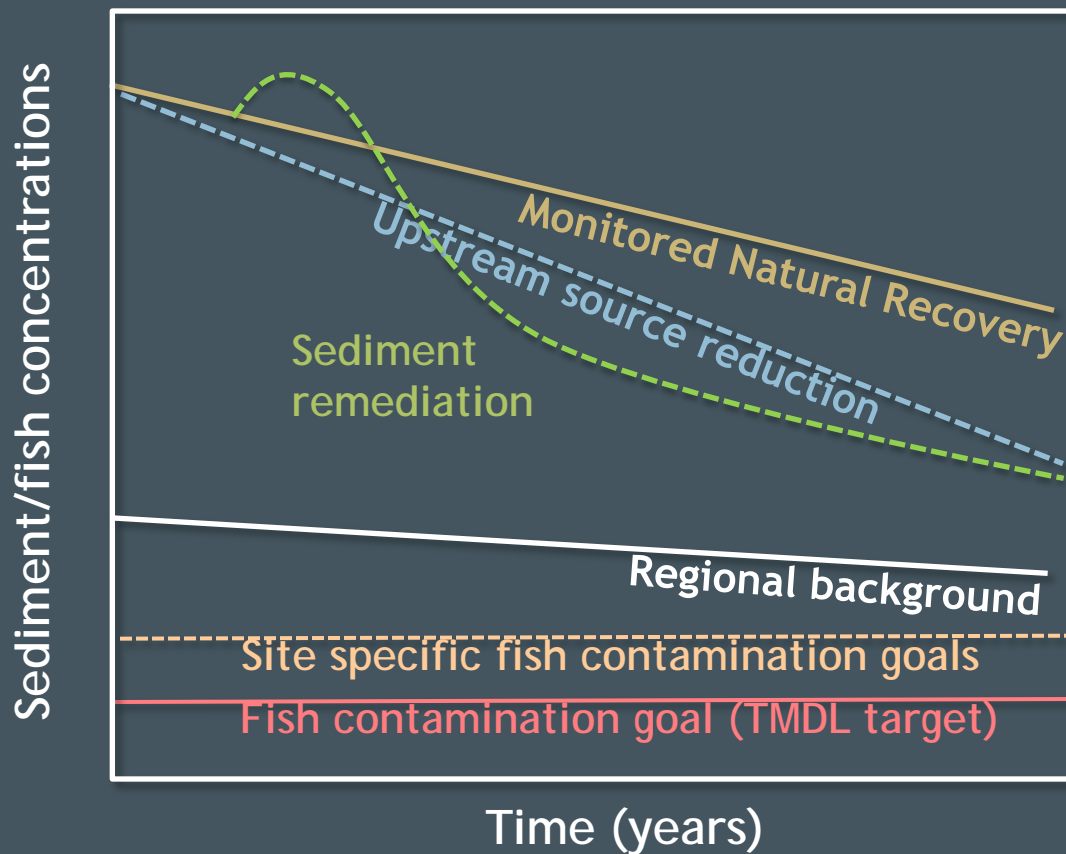 Sediment/fish concentrations
Monitored Natural Recovery
Upstream source reduction
Sediment
remediation
Regional background
Site specific fish contamination goals
Fish contamination goal (TMDL target)
Time (years)